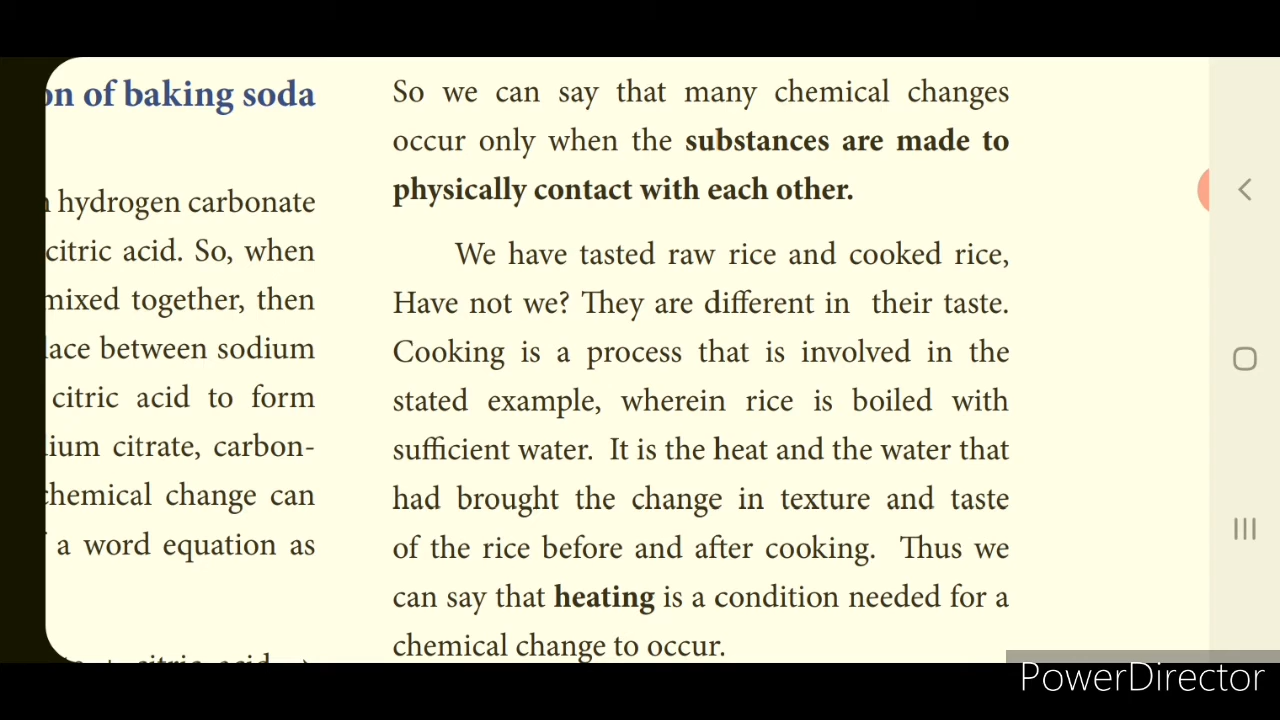 on of baking soda
hydrogen carbonate
citric acid. So, when
mixed together, then
between sodium
citric acid to form
citrate, carbon-
chemical change can
a word equation as
citric acid
So we can say that many chemical changes
occur only when the substances are made to
physically contact with each other.
We have tasted raw rice and cooked rice,
Have not we? They are different in their taste.
Cooking is a process that is involved in the
stated example, wherein rice is boiled with
sufficient water. It is the heat and the water that
had brought the change in texture and taste
of the rice before and after cooking. Thus we
can say that heating is a condition needed for a
chemical change to occur.
PowerDirector